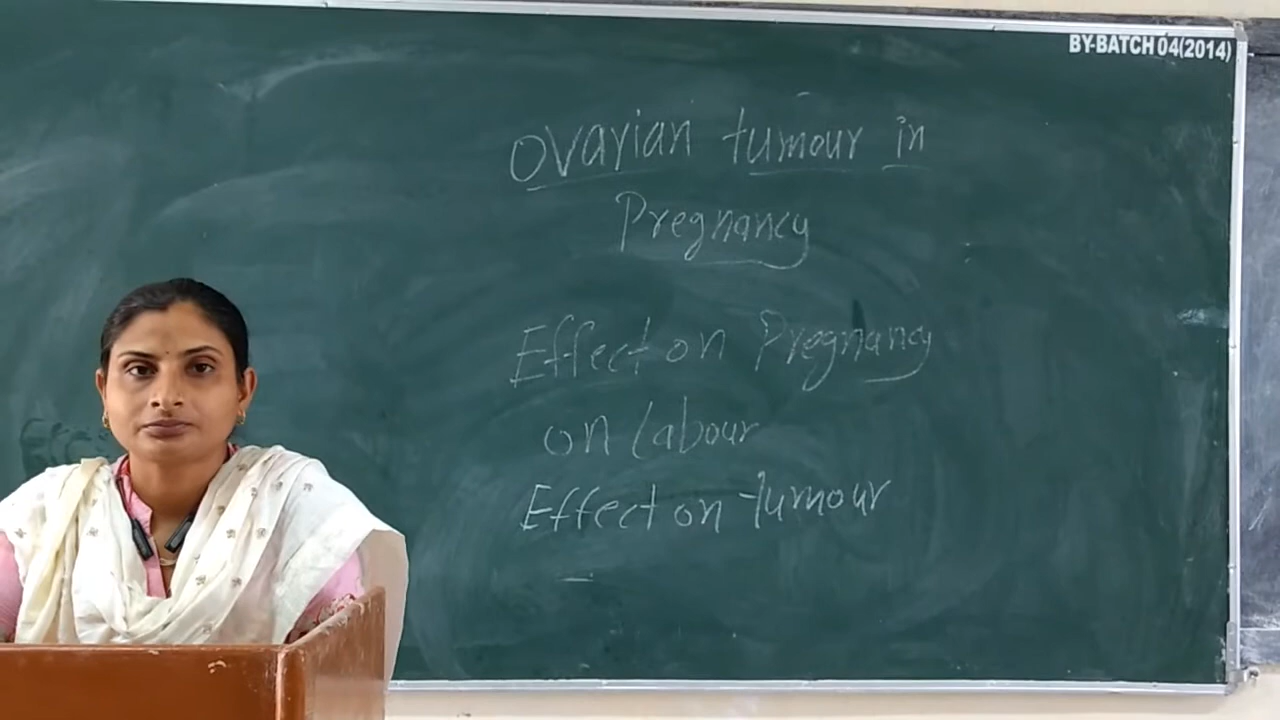 BY-BATCH 04(2014)
Ovarian tumour in
Pregnancy
Effect on Pregnancy
on labour
Effect on tumour